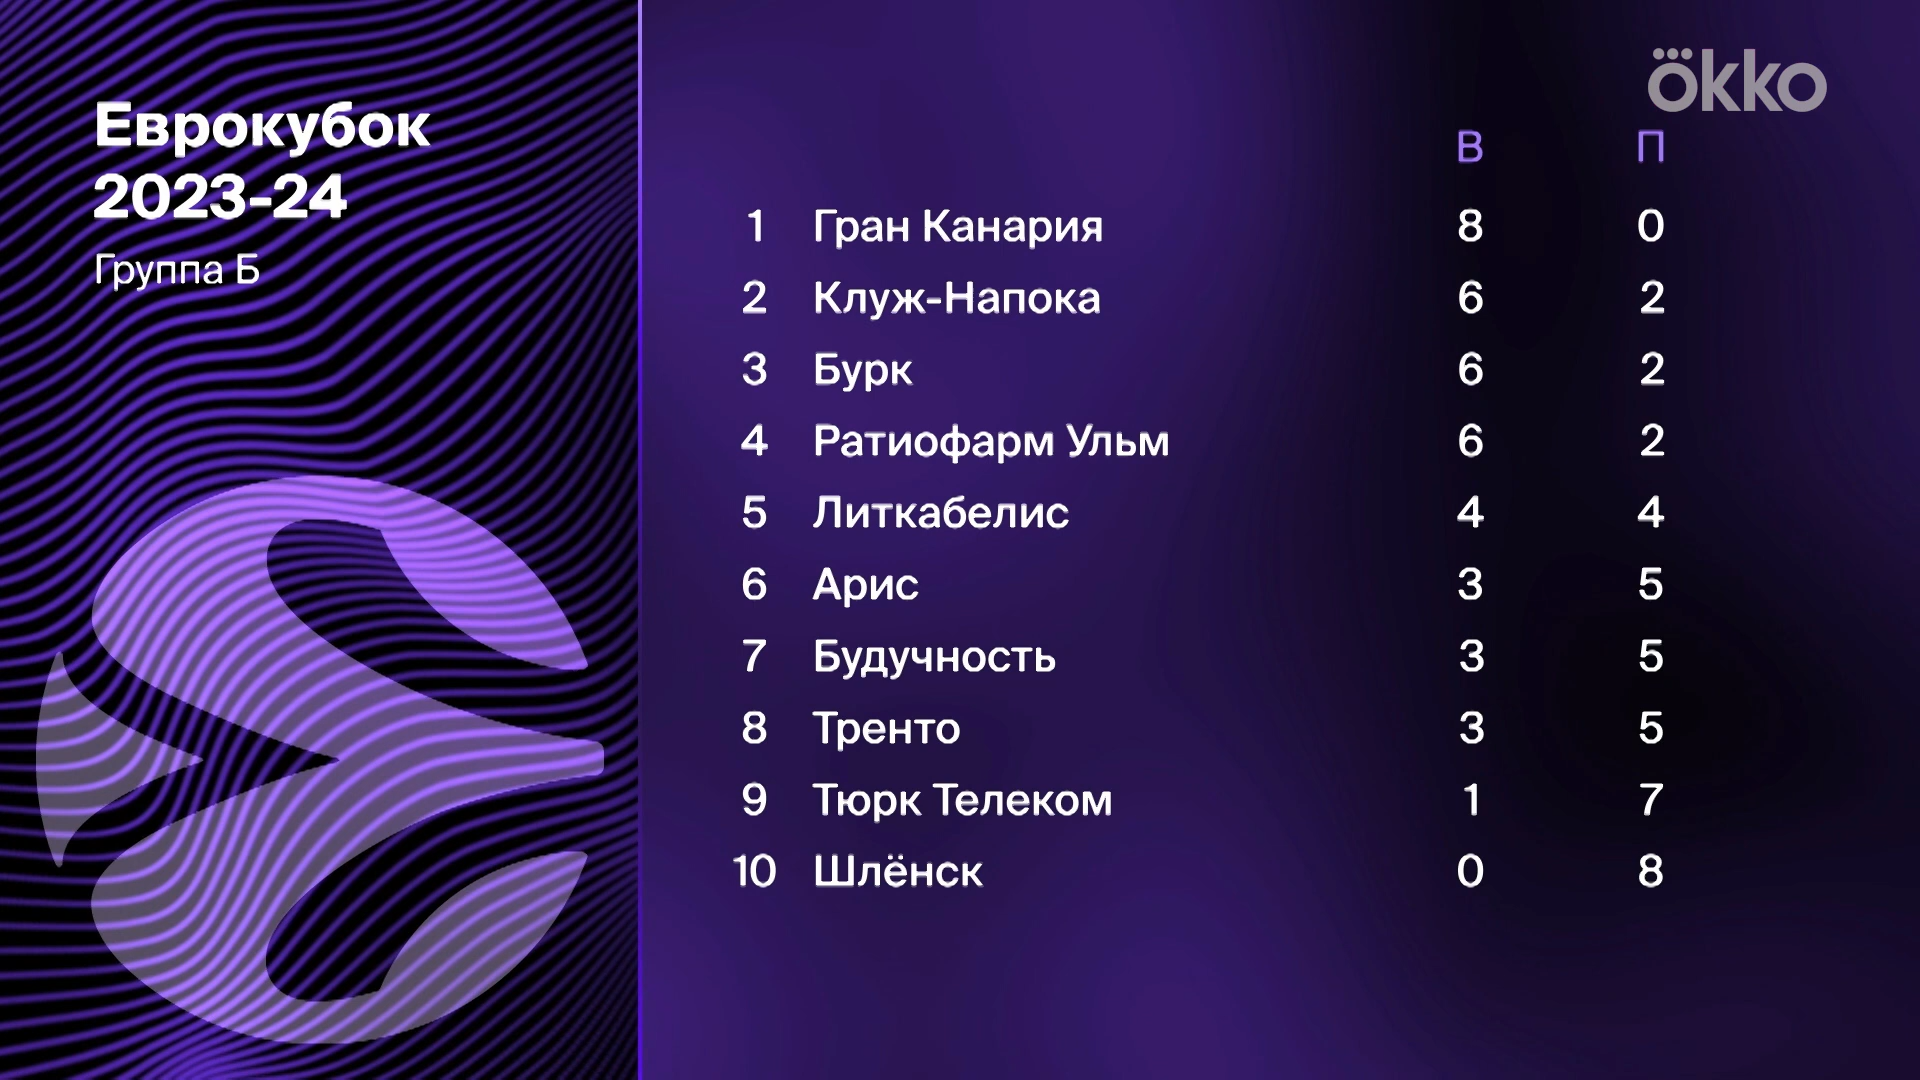 Еврокубок
2023-24
Группа Б
ökko
В П
1 Гран Канария 8 0
2 Клуж-Напока 6 2
3 Бурк 6 2
4 Ратиофарм Ульм 6 2
5 Литкабелис 4 4
6 Арис 3 5
7 Будучность 3 5
8 Тренто 3 5
9 Тюрк Телеком 1 7
10 Шлёнск 0 8